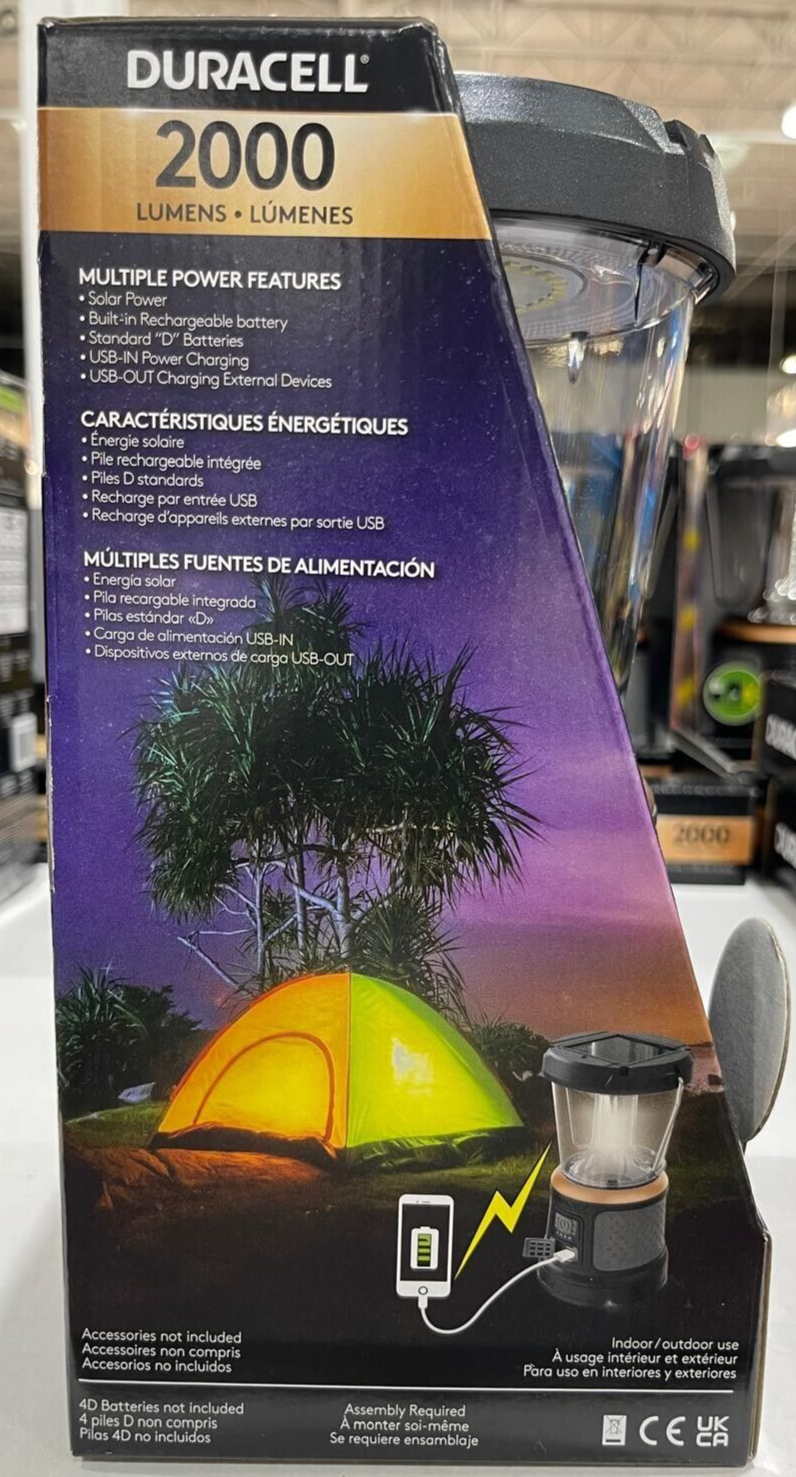 DURACELL®
2000
LUMENS • LÚMENES
MULTIPLE POWER FEATURES
• Solar Power
• Built-in Rechargeable battery
• Standard "D" Batteries
• USB-IN Power Charging
• USB-OUT Charging External Devices
CARACTÉRISTIQUES ÉNERGÉTIQUES
• Énergie solaire
• Pile rechargeable intégrée
• Piles D standards
• Recharge par entrée USB
• Recharge d'appareils externes par sortie USB
MÚLTIPLES FUENTES DE ALIMENTACIÓN
• Energía solar
• Pila recargable integrada
• Pilas estándar «D»
• Carga de alimentación USB-IN
• Dispositivos externos de carga USB-OUT
2000
Accessories not included
Accessoires non compris
Accesorios no incluidos
Indoor/outdoor use
À usage intérieur et extérieur
Para uso en interiores y exteriores
4D Batteries not included
4 piles D non compris
Pilas 4D no incluidos
Assembly Required
À monter soi-même
Se requiere ensamblaje
CE UK
CA